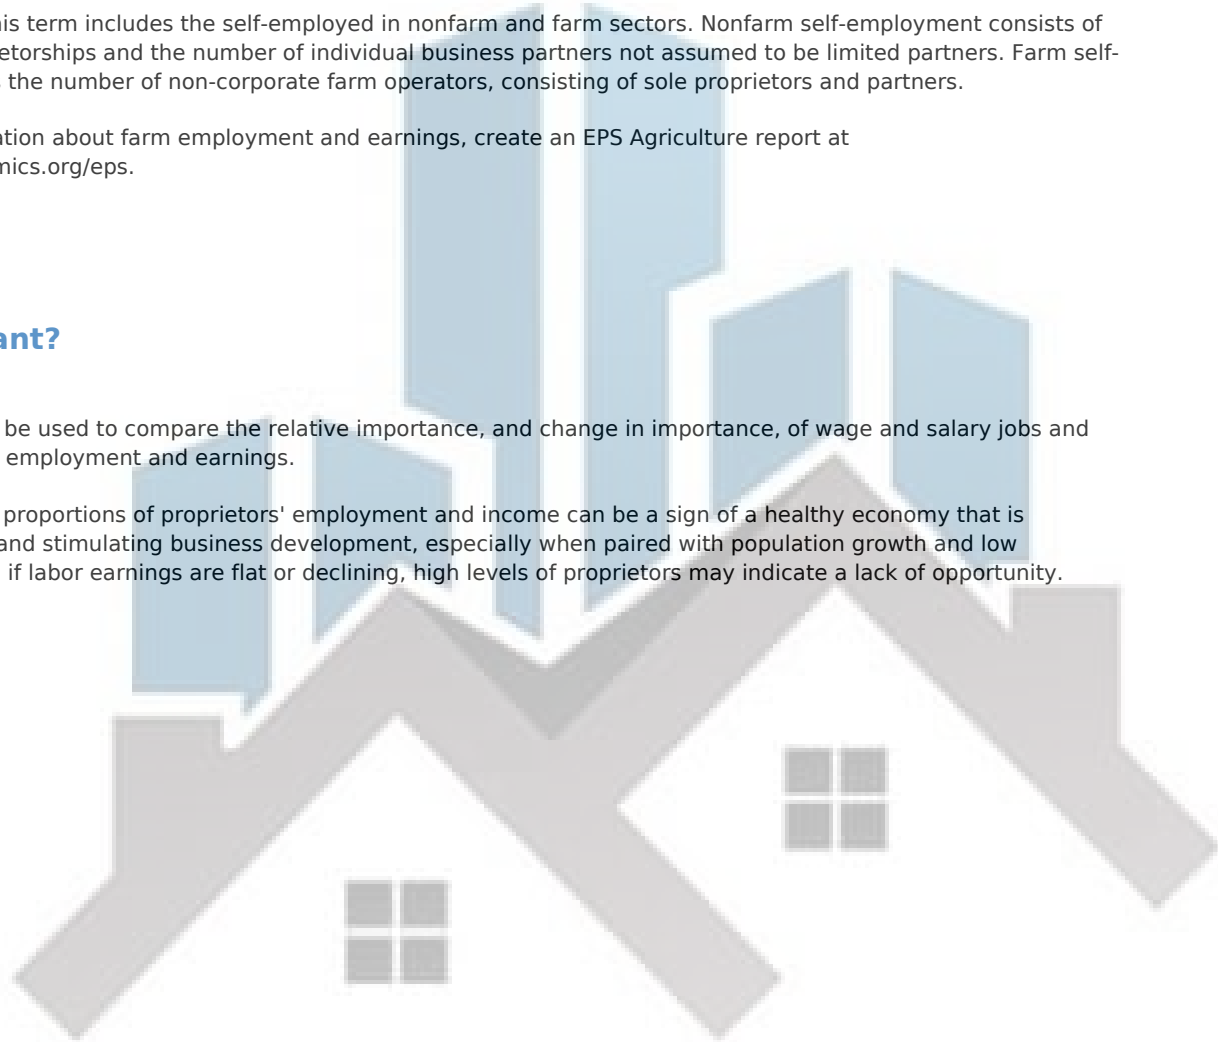 is term includes the self-employed in nonfarm and farm sectors. Nonfarm self-employment consists of
etorships and the number of individual business partners not assumed to be limited partners. Farm self-
the number of non-corporate farm operators, consisting of sole proprietors and partners.
ation about farm employment and earnings, create an EPS Agriculture report at
mics.org/eps.
ant?
be used to compare the relative importance, and change in importance, of wage and salary jobs and
employment and earnings.
proportions of proprietors' employment and income can be a sign of a healthy economy that is
and stimulating business development, especially when paired with population growth and low
if labor earnings are flat or declining, high levels of proprietors may indicate a lack of opportunity.